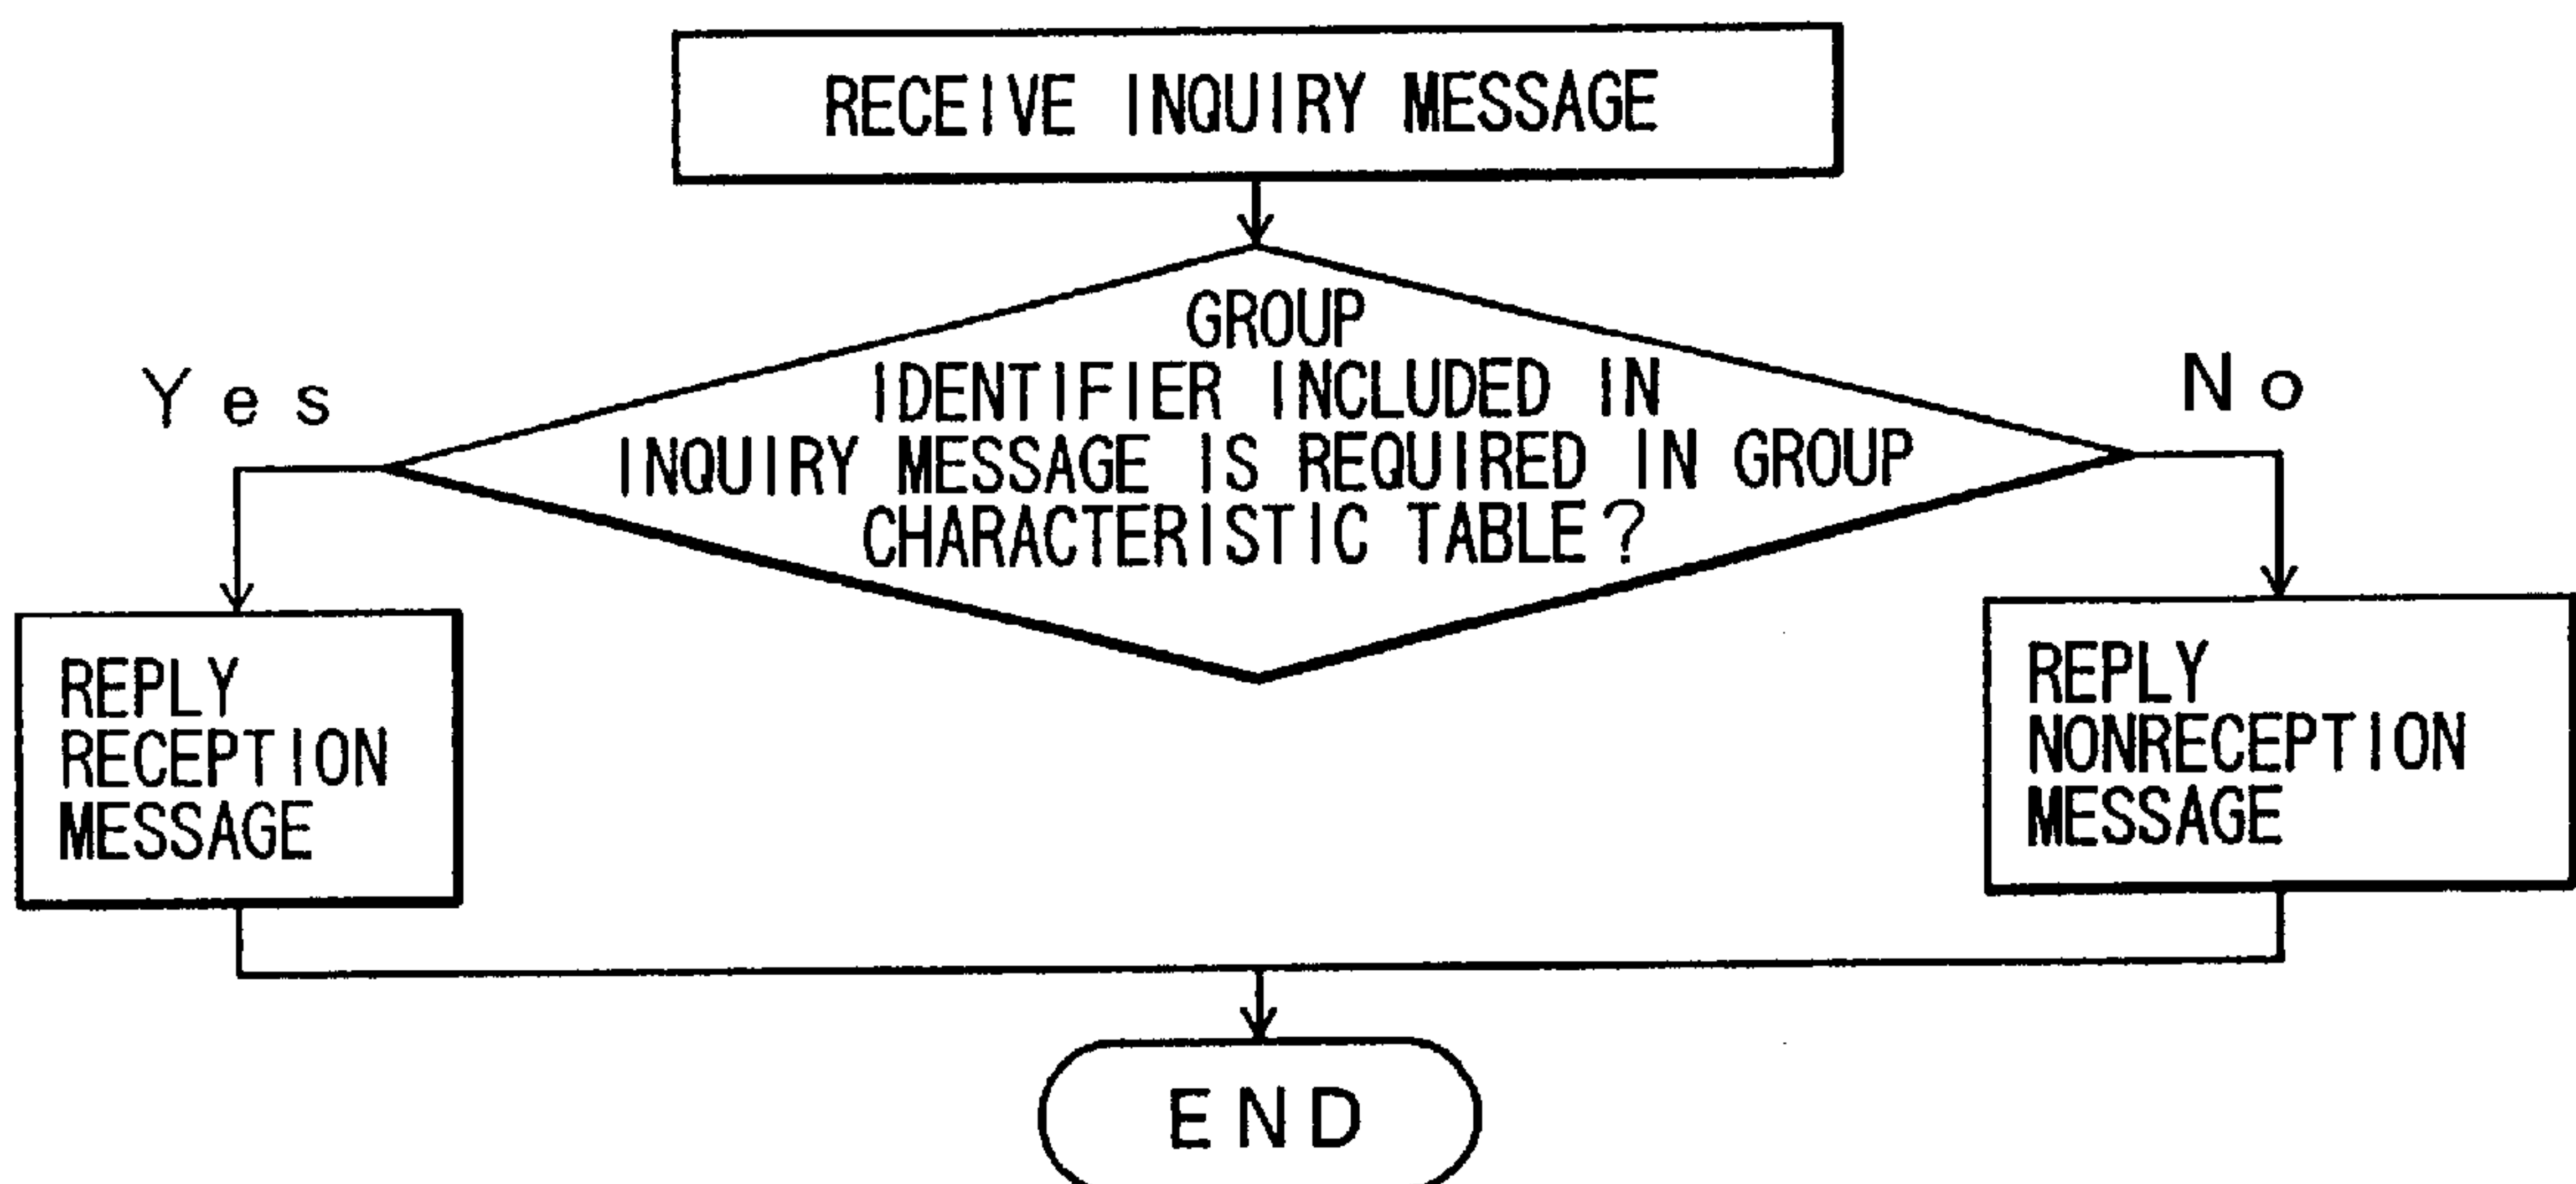 RECEIVE INQUIRY MESSAGE
GROUP
IDENTIFIER INCLUDED IN
INQUIRY MESSAGE IS REQUIRED IN GROUP
CHARACTERISTIC TABLE?
Yes
No
REPLY
RECEPTION
MESSAGE
REPLY
NONRECEPTION
MESSAGE
END